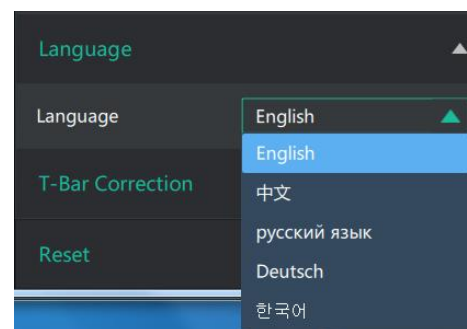 Language
Language English
English
T-Bar Correction
中文
русский язык
Reset
Deutsch
한국어